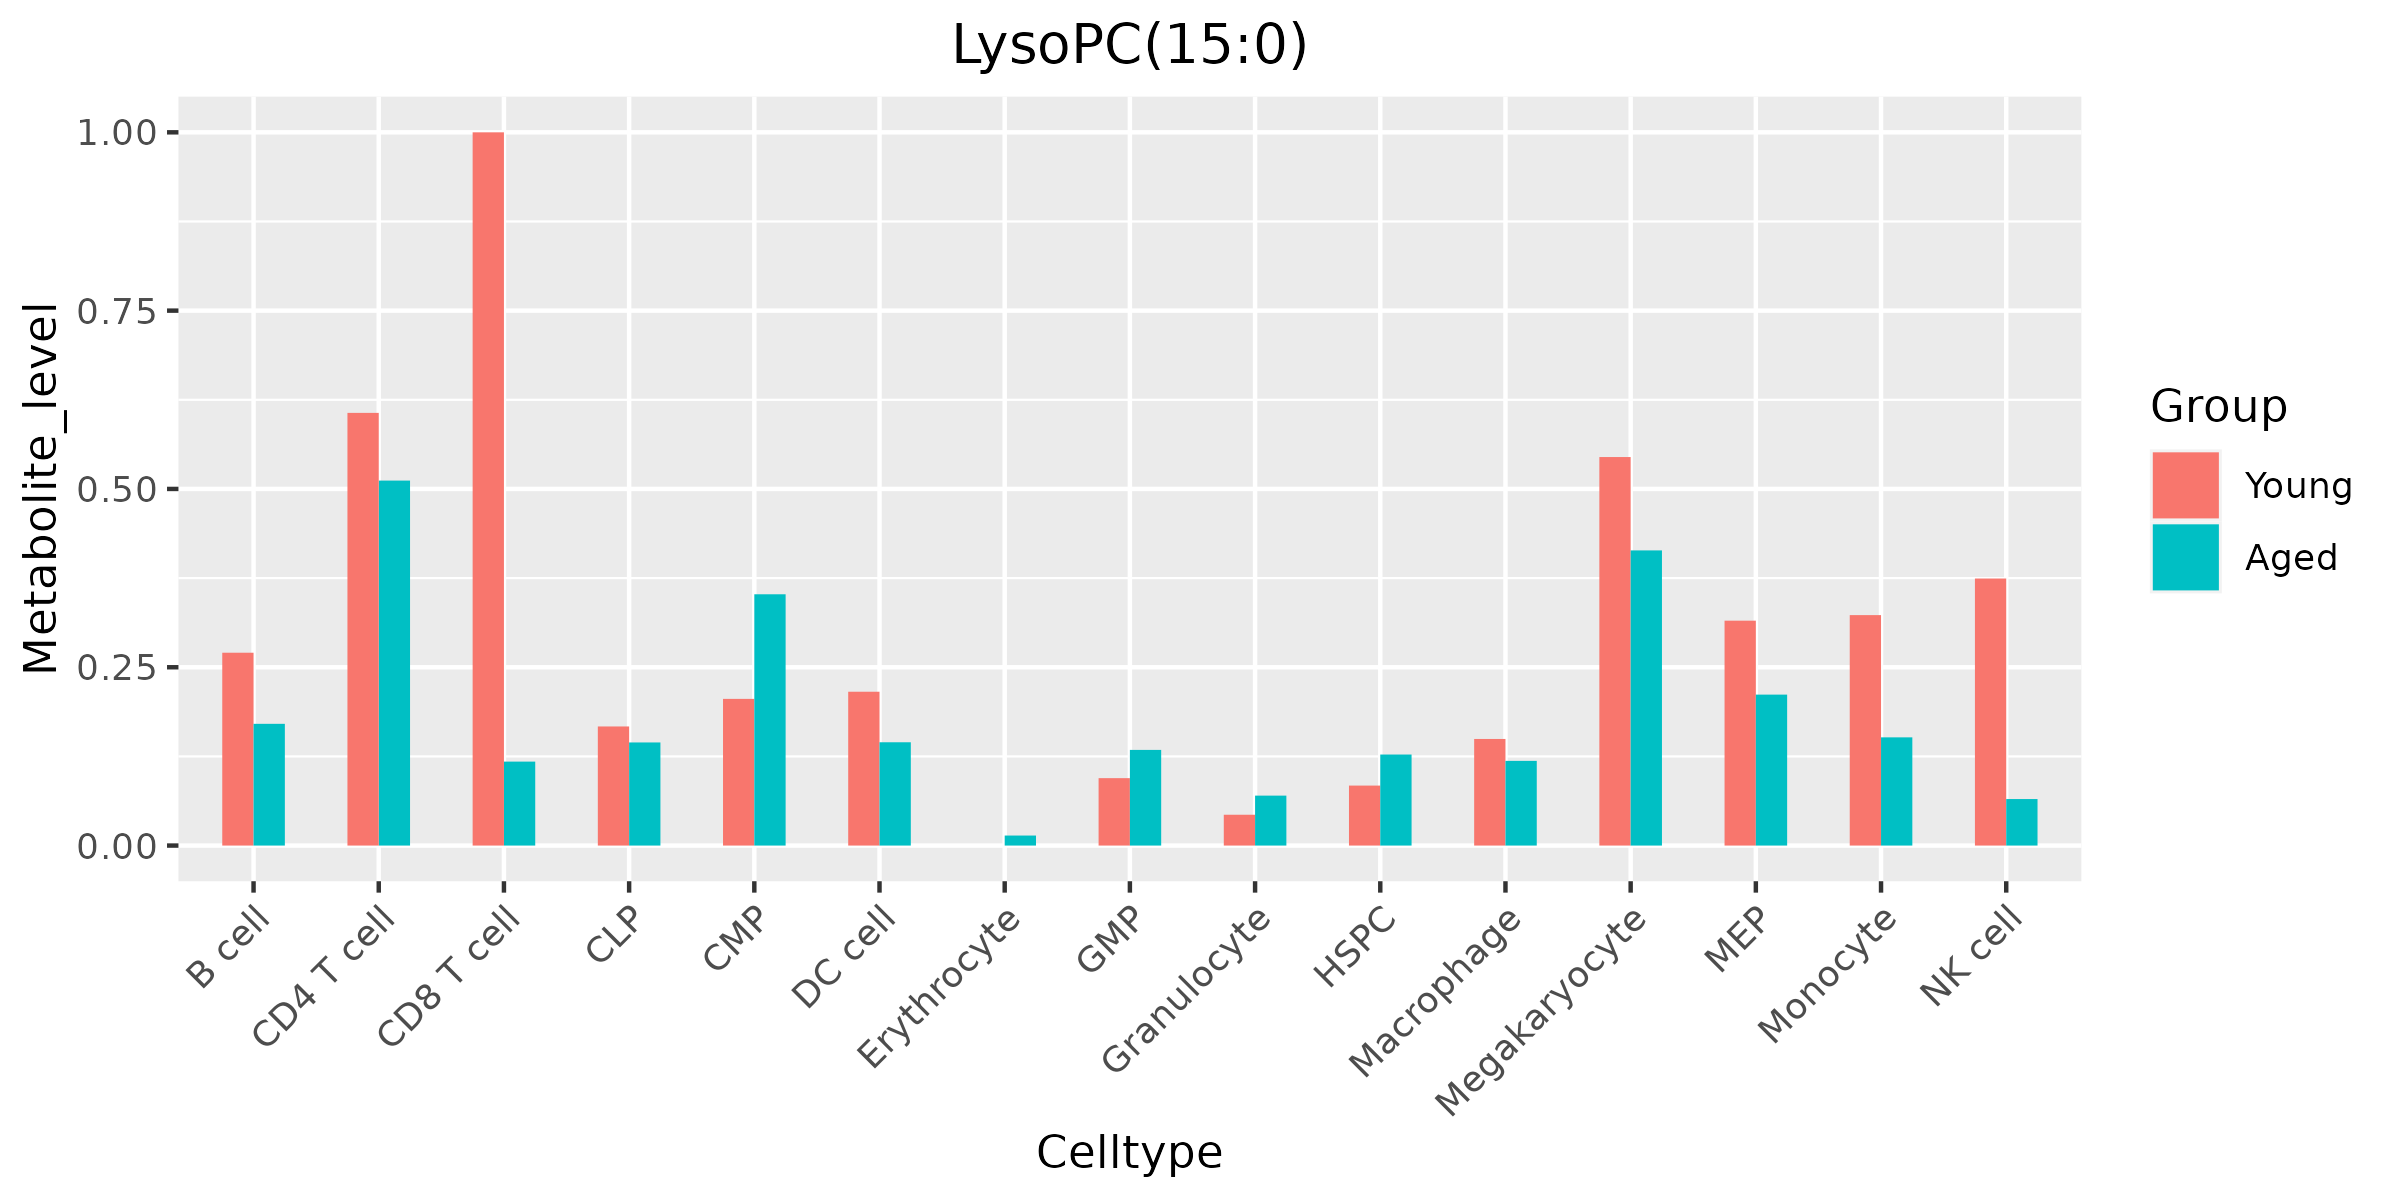 LysoPC(15:0)
Metabolite_level
1.00
0.75
0.50
0.25
0.00
B cell
CD4 T cell
CD8 T cell
CLP
CMP
DC cell
Erythrocyte
GMP
Granulocyte
HSPC
Macrophage
Megakaryocyte
MEP
Monocyte
NK cell
Celltype
Group
Young
Aged